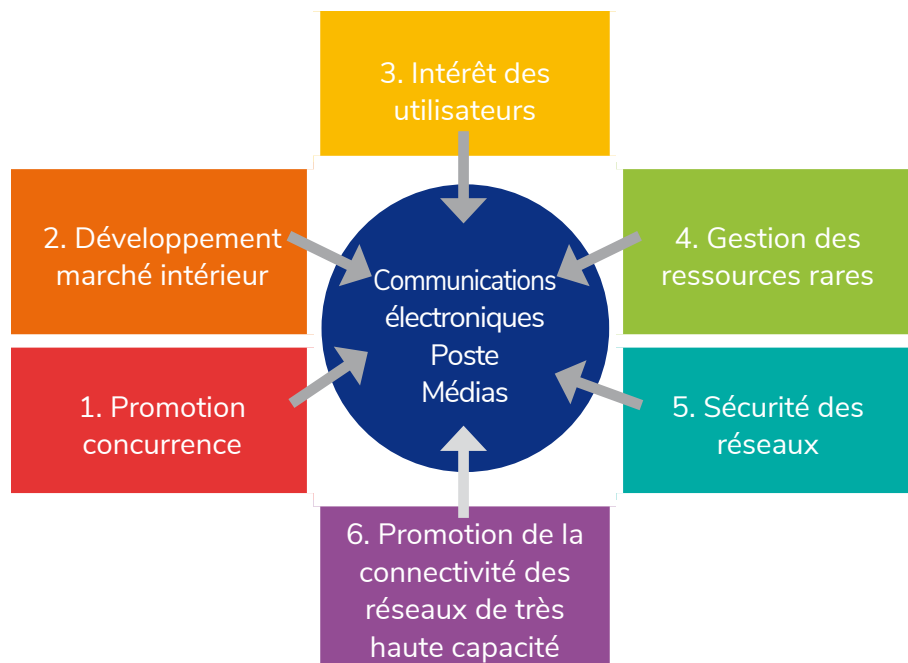 3. Intérêt des
utilisateurs
2. Développement
marché intérieur
4. Gestion des
ressources rares
Communications
électroniques
Poste
Médias
1. Promotion
concurrence
5. Sécurité des
réseaux
6. Promotion de la
connectivité des
réseaux de très
haute capacité